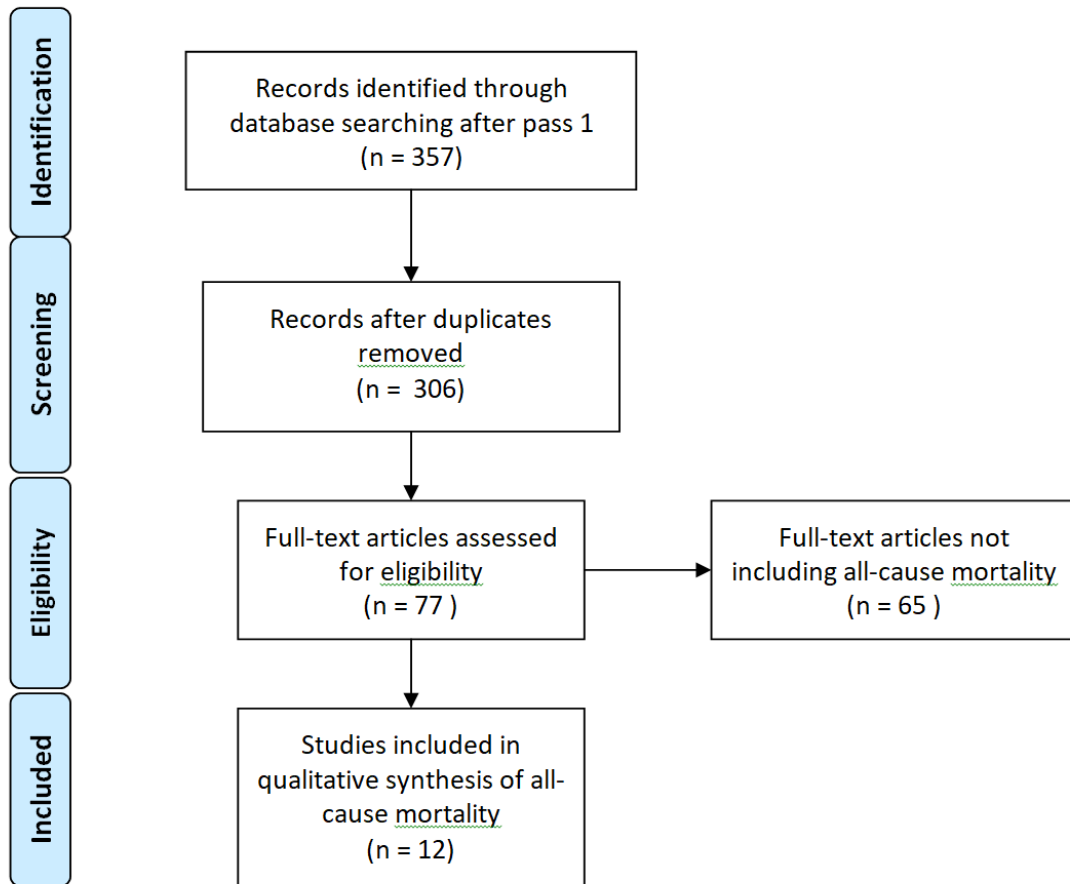 Identification
Records identified through
database searching after pass 1
(n = 357)
Screening
Records after duplicates
removed
(n =  306)
Eligibility
Full-text articles assessed
for eligibility
(n = 77 )
Full-text articles not
including all-cause mortality
(n = 65 )
Included
Studies included in
qualitative synthesis of all-
cause mortality
(n = 12)